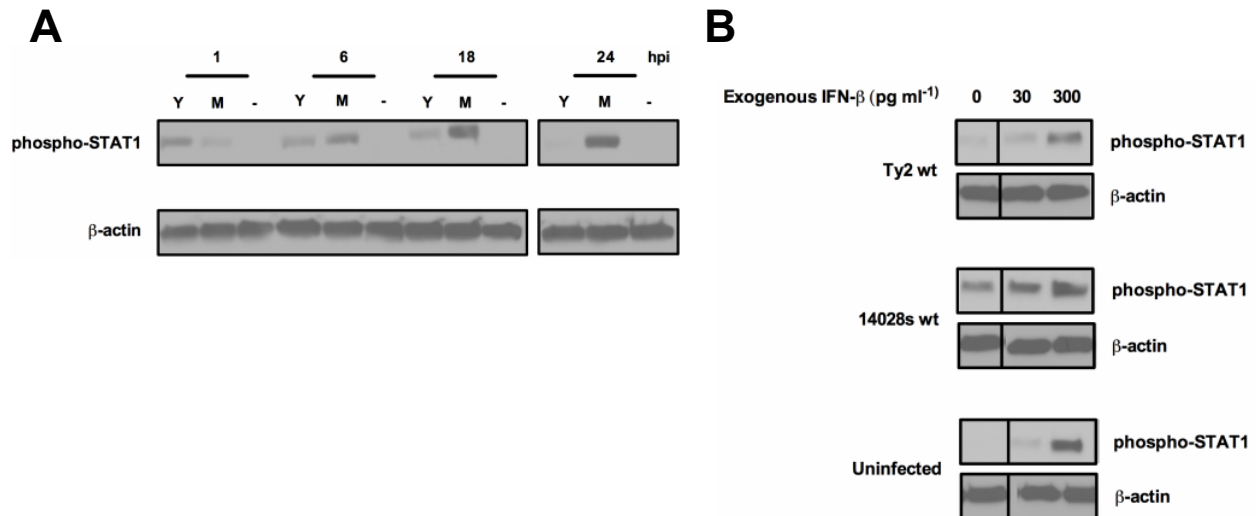 A
1 6 18 24 hpi
Y M - Y M - Y M - Y M -
phospho-STAT1
β-actin
B
Exogenous IFN-β (pg ml-1) 0 30 300
phospho-STAT1
Ty2 wt
β-actin
phospho-STAT1
14028s wt
β-actin
phospho-STAT1
Uninfected
β-actin